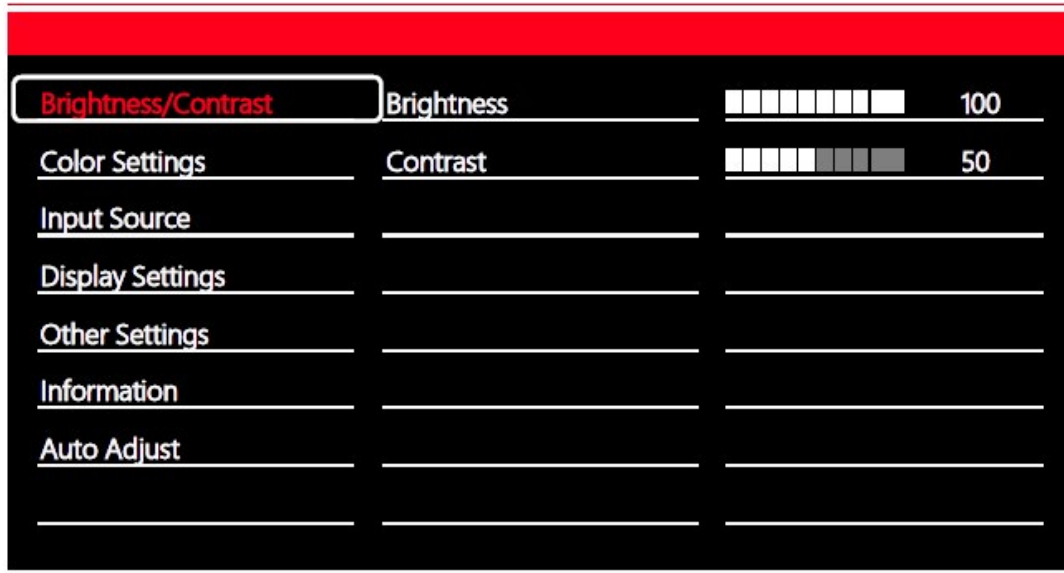 Brightness/Contrast Brightness 100
Color Settings Contrast 50
Input Source
Display Settings
Other Settings
Information
Auto Adjust